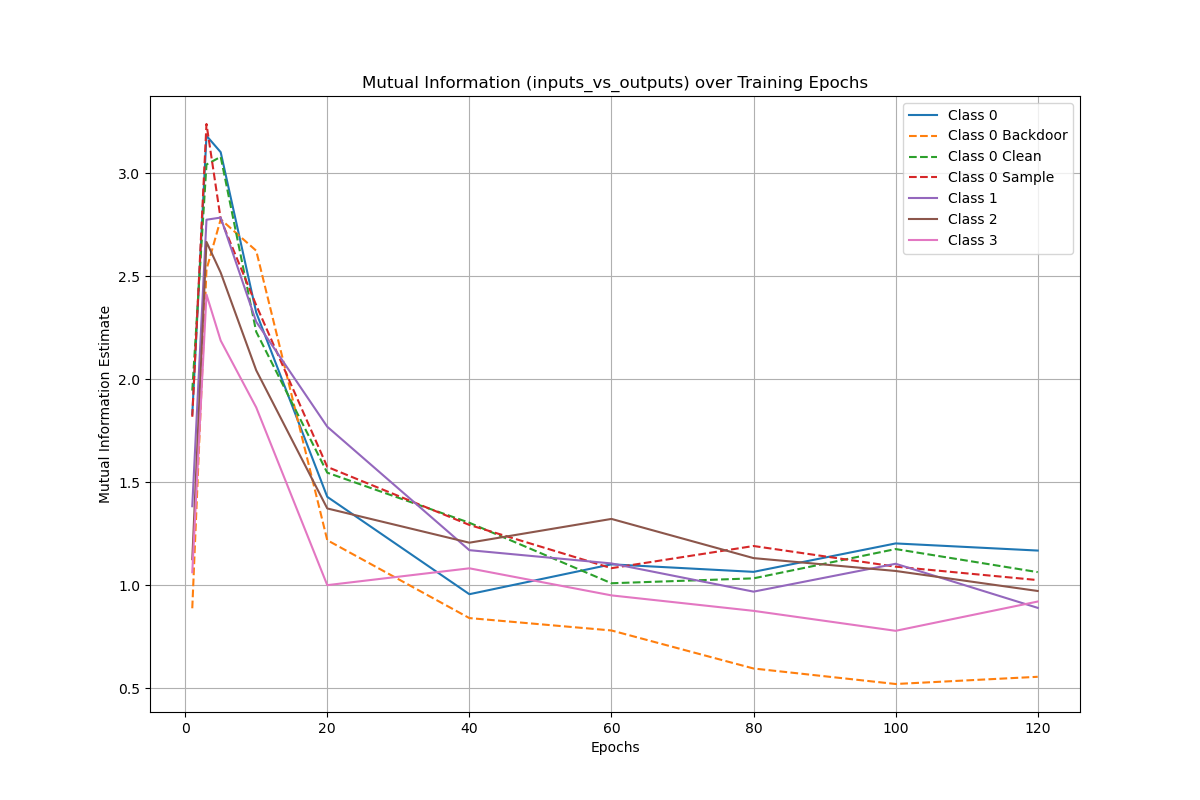 Mutual Information (inputs_vs_outputs) over Training Epochs
Class 0
Class 0 Backdoor
Class 0 Clean
Class 0 Sample
Class 1
Class 2
Class 3
Mutual Information Estimate
3.0
2.5
2.0
1.5
1.0
0.5
0 20 40 60 80 100 120
Epochs